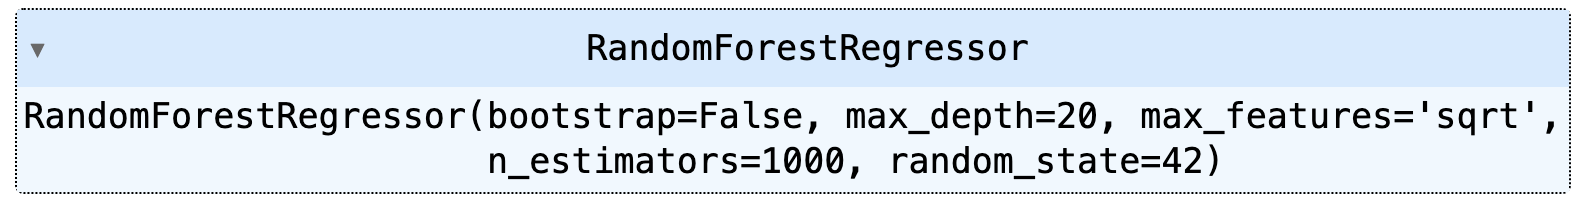 RandomForestRegressor
RandomForestRegressor(bootstrap=False, max_depth=20, max_features='sqrt',
n_estimators=1000, random_state=42)